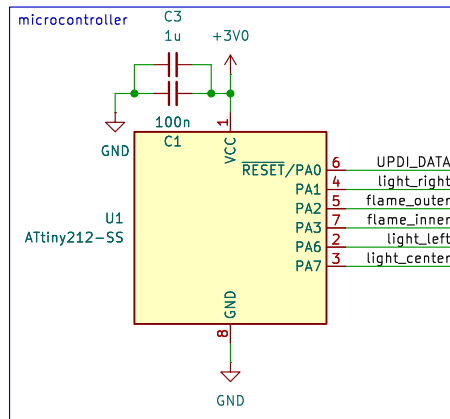 microcontroller
C3
1u
+3V0
100n
C1
GND
1
VCC
RESET/PA0
6
UPDI_DATA
PA1
4
light_right
PA2
5
flame_outer
PA3
7
flame_inner
PA6
2
light_left
PA7
3
light_center
U1
ATtiny212-SS
GND
8
GND